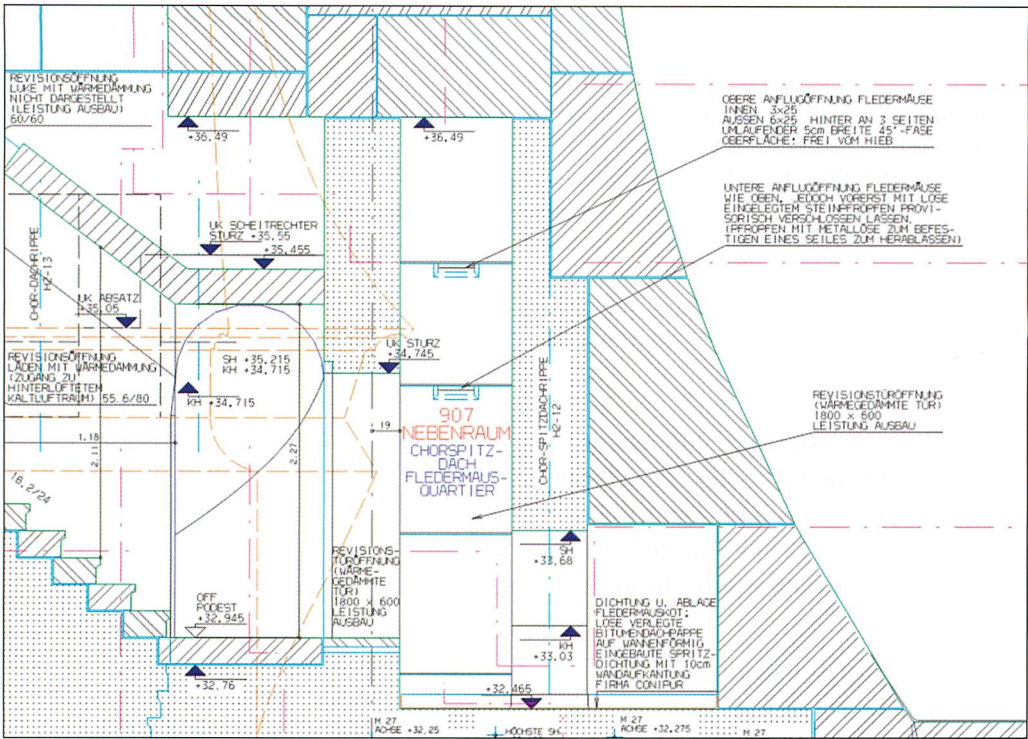 REVISIONSÖFFNUNG
LUKE MIT WÄRMEDÄMMUNG
NICHT DARGESTELLT
(LEISTUNG AUSBAU)
60/60
+36.49
+36.49
OBERE ANFLUGÖFFNUNG FLEDERMÄUSE
INNEN 3x25
AUSSEN 6x25 HINTER AN 3 SEITEN
UMLAUFENDER 5cm BREITE 45°-FASE
OBERFLÄCHE: FREI VOM HIEB
UNTERE ANFLUGÖFFNUNG FLEDERMÄUSE
WIE OBEN, JEDOCH VORERST MIT LOSE
EINGELEGTEM STEINPFROPFEN PROVI-
SORISCH VERSCHLOSSEN LASSEN.
(PFROPFEN MIT METALLÖSE ZUM BEFES-
TIGEN EINES SEILES ZUM HERABLASSEN)
UK SCHEITRECHTER
STURZ +35.55
+35.455
CHOR-DACHRIPPE
H2-13
UK ABSATZ
+35.05
UK STURZ
+34.745
REVISIONSÖFFNUNG
LADEN MIT WÄRMEDÄMMUNG
(ZUGANG ZU
HINTERLÜFTETEM
KALTLUFTRAUM) 55.6/80
SH +35.215
KH +34.715
KH +34.715
CHOR-SPITZDACHRIPPE
H2-12
REVISIONSTÜRÖFFNUNG
(WÄRMEGEDÄMMTE TÜR)
1800 x 600
LEISTUNG AUSBAU
907
NEBENRAUM
CHORSPITZ-
DACH
FLEDERMAUS-
QUARTIER
19
1.18
2.11
2.27
16.2/24
REVISIONS-
TÜRÖFFNUNG
(WÄRME-
GEDÄMMTE
TÜR)
1800 x 600
LEISTUNG
AUSBAU
SH
+33.68
OFF
PODEST
+32.945
KH
+33.03
DICHTUNG U. ABLAGE
FLEDERMAUSKOT:
LOSE VERLEGTE
BITUMENDACHPAPPE
AUF WANNENFÖRMIG
EINGEBAUTE SPRITZ-
DICHTUNG MIT 10cm
WANDAUFKANTUNG
FIRMA CONIPUR
+32.76
+32.465
M 27
ACHSE +32.25
HÖCHSTE SH
M 27
ACHSE +32.275
M 27